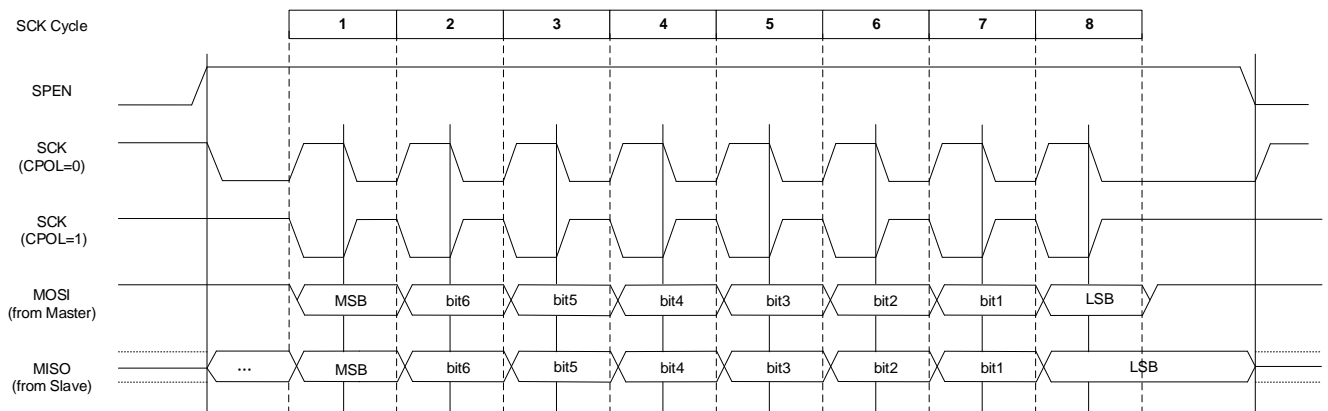 SCK Cycle 1 2 3 4 5 6 7 8
SPEN
SCK
(CPOL=0)
SCK
(CPOL=1)
MOSI
(from Master)
MSB bit6 bit5 bit4 bit3 bit2 bit1 LSB
MISO
(from Slave)
... MSB bit6 bit5 bit4 bit3 bit2 bit1 LSB